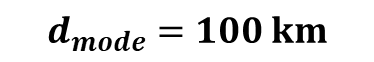 d_mode = 100 km